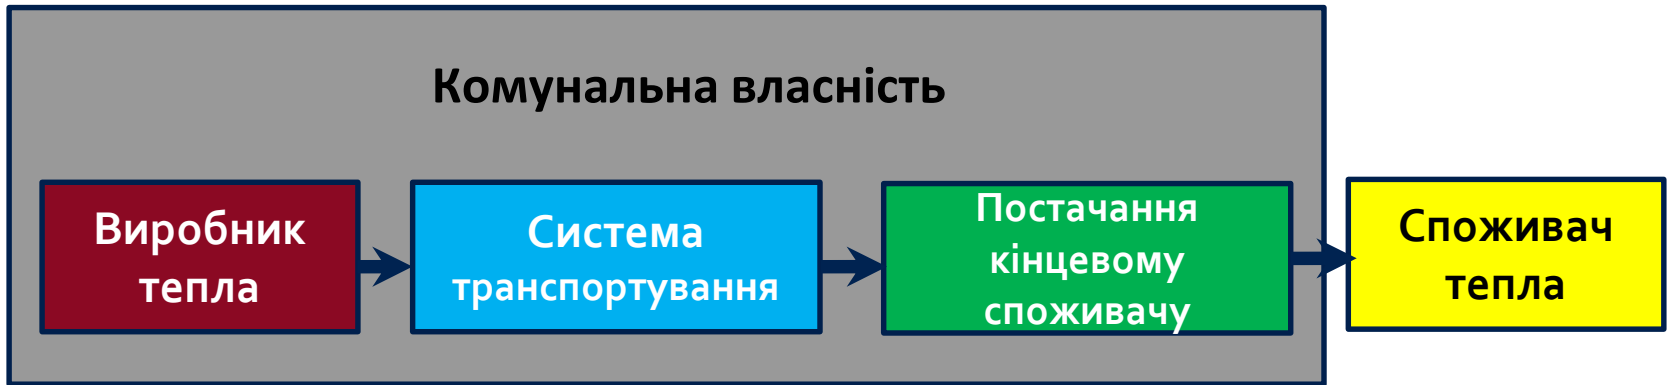 Комунальна власність
Виробник
тепла
Система
транспортування
Постачання
кінцевому
споживачу
Споживач
тепла